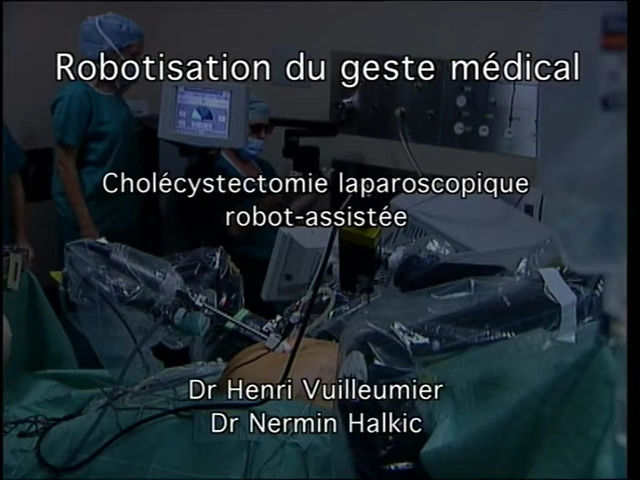 Robotisation du geste médical
Cholécystectomie laparoscopique
robot-assistée
Dr Henri Vuilleumier
Dr Nermin Halkic